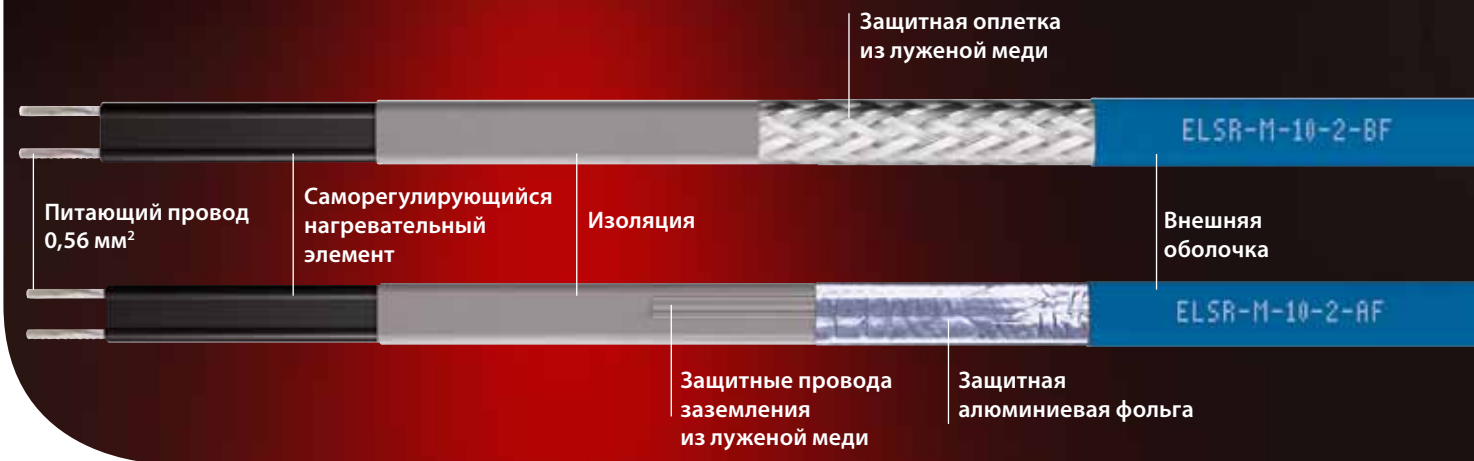 Защитная оплетка
из луженой меди
ELSR-M-10-2-BF
Питающий провод
0,56 мм²
Саморегулирующийся
нагревательный
элемент
Изоляция
Внешняя
оболочка
ELSR-M-10-2-AF
Защитные провода
заземления
из луженой меди
Защитная
алюминиевая фольга